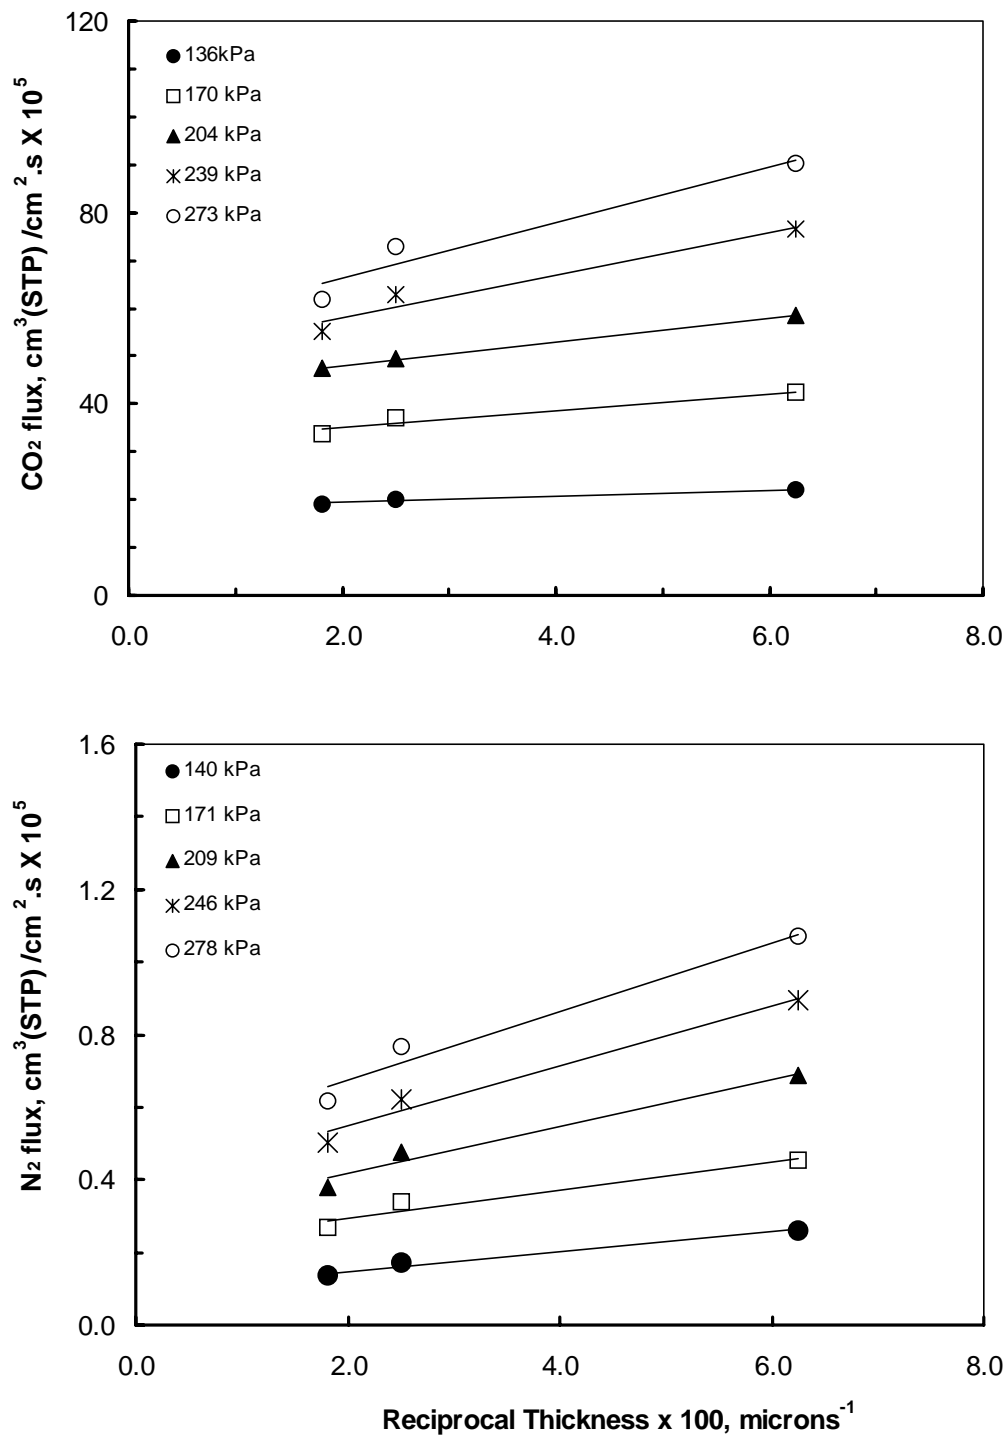 120
136kPa
170 kPa
204 kPa
239 kPa
273 kPa
80
40
0
CO₂ flux, cm³(STP) /cm².s X 10⁵
0.0 2.0 4.0 6.0 8.0
1.6
140 kPa
171 kPa
209 kPa
246 kPa
278 kPa
1.2
0.8
0.4
0.0
N₂ flux, cm³(STP) /cm².s X 10⁵
0.0 2.0 4.0 6.0 8.0
Reciprocal Thickness x 100, microns⁻¹